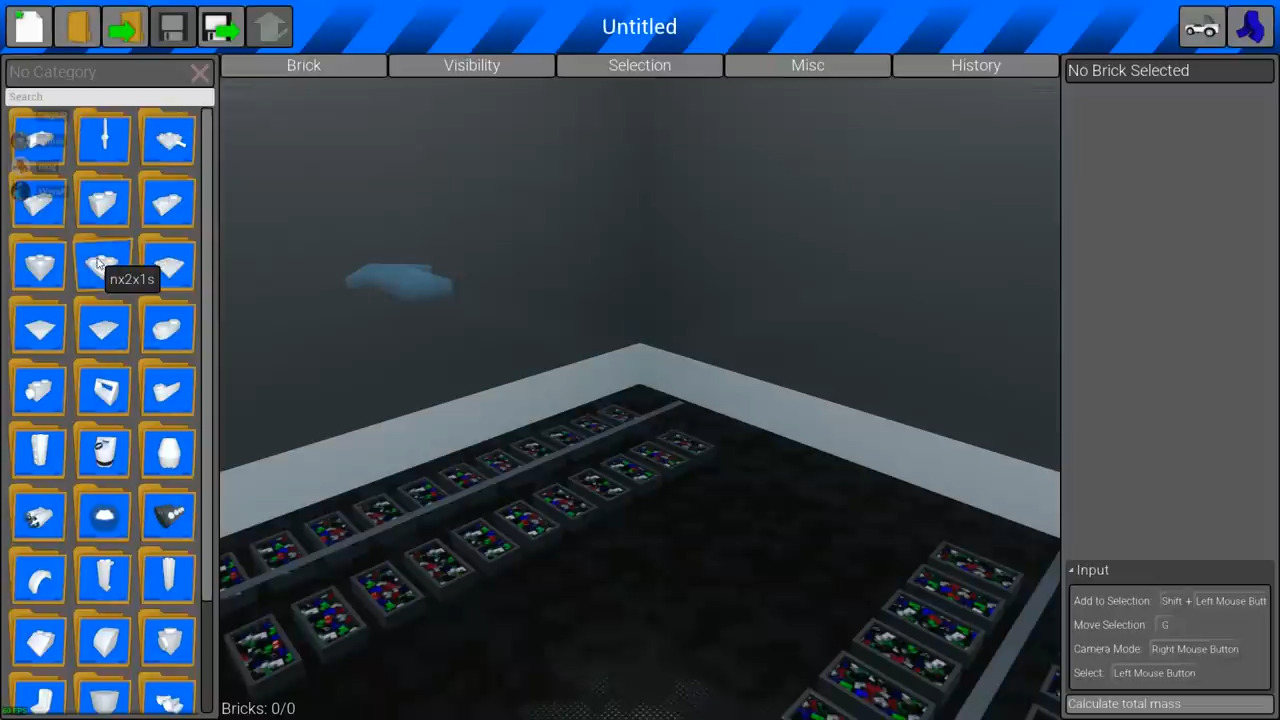 Untitled
No Category
Search
Brick
Visibility
Selection
Misc
History
No Brick Selected
nx2x1s
Input
Add to Selection: Shift + Left Mouse Butt
Move Selection: G
Camera Mode: Right Mouse Button
Select: Left Mouse Button
Calculate total mass
Bricks: 0/0